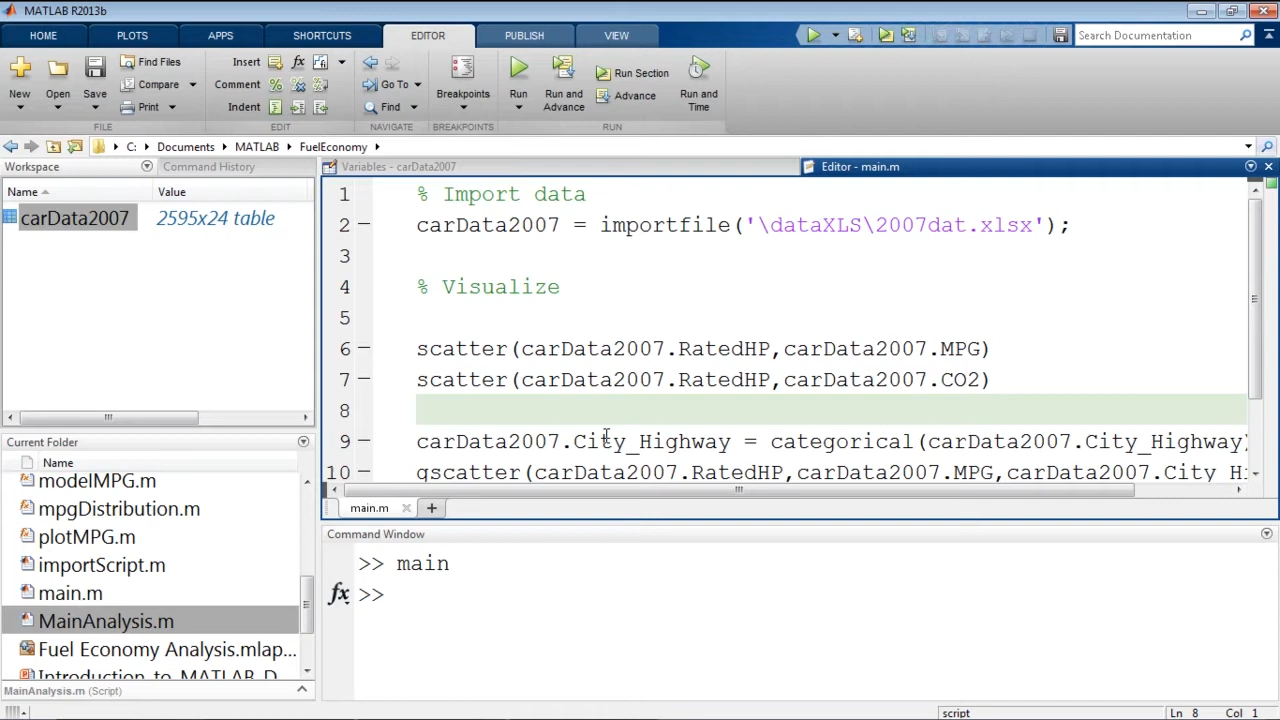 MATLAB R2013b
HOME PLOTS APPS SHORTCUTS EDITOR PUBLISH VIEW
Search Documentation
New Open Save
Find Files
Compare
Print
Insert
Comment
Indent
Go To
Find
Breakpoints
Run
Run and Advance
Run Section
Advance
Run and Time
FILE EDIT NAVIGATE BREAKPOINTS RUN
C: Documents MATLAB FuelEconomy
Workspace Command History
Name Value
carData2007 2595x24 table
Current Folder
Name
modelMPG.m
mpgDistribution.m
plotMPG.m
importScript.m
main.m
MainAnalysis.m
Fuel Economy Analysis.mlap...
Introduction_to_MATLAB_D
MainAnalysis.m (Script)
Variables - carData2007
Editor - main.m
1 % Import data
2 carData2007 = importfile('\dataXLS\2007dat.xlsx');
3
4 % Visualize
5
6 scatter(carData2007.RatedHP,carData2007.MPG)
7 scatter(carData2007.RatedHP,carData2007.CO2)
8
9 carData2007.City_Highway = categorical(carData2007.City_Highway)
10 gscatter(carData2007.RatedHP,carData2007.MPG,carData2007.City_Hi
main.m
Command Window
>> main
fx >>
script Ln 8 Col 1